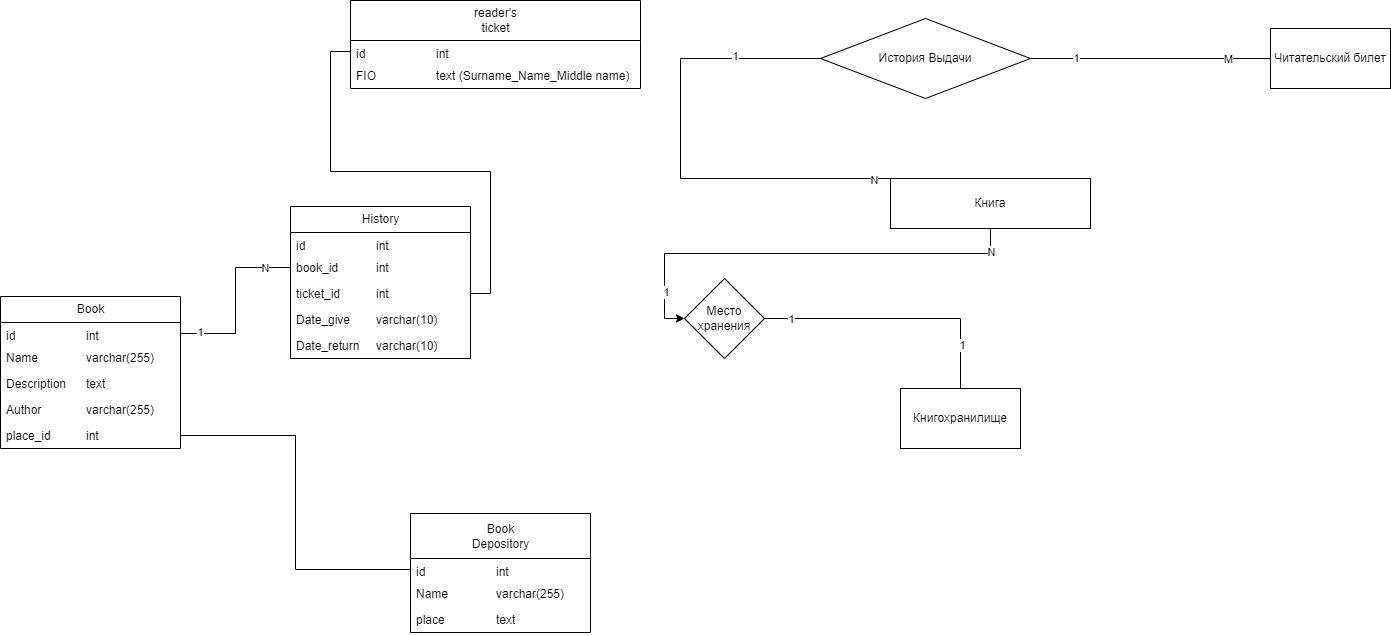 reader's
ticket
id int
FIO text (Surname_Name_Middle name)
History
id int
book_id int
ticket_id int
Date_give varchar(10)
Date_return varchar(10)
N
1
Book
id int
Name varchar(255)
Description text
Author varchar(255)
place_id int
Book
Depository
id int
Name varchar(255)
place text
1
История Выдачи
1
M
Читательский билет
N
Книга
N
1
Место
хранения
1
1
Книгохранилище